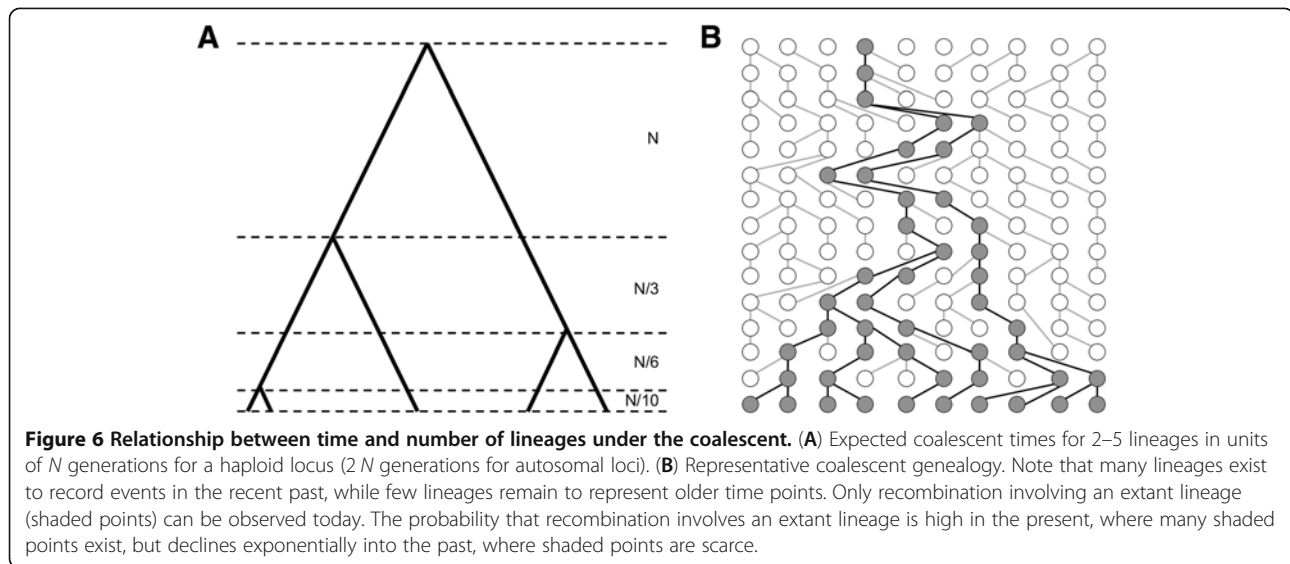 A
B
N
N/3
N/6
N/10
Figure 6 Relationship between time and number of lineages under the coalescent. (A) Expected coalescent times for 2–5 lineages in units
of N generations for a haploid locus (2 N generations for autosomal loci). (B) Representative coalescent genealogy. Note that many lineages exist
to record events in the recent past, while few lineages remain to represent older time points. Only recombination involving an extant lineage
(shaded points) can be observed today. The probability that recombination involves an extant lineage is high in the present, where many shaded
points exist, but declines exponentially into the past, where shaded points are scarce.